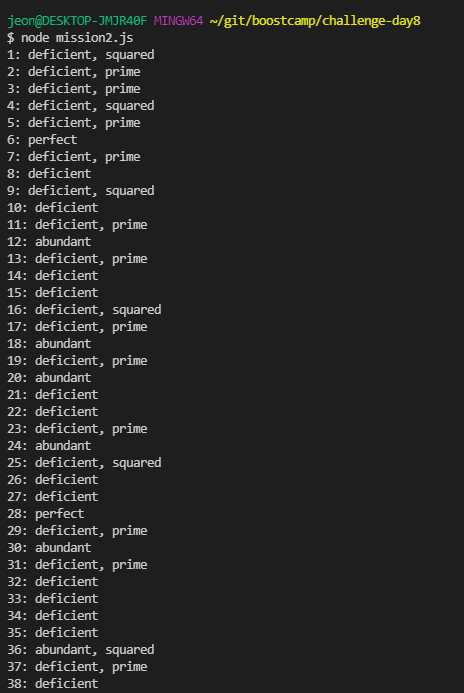 jeon@DESKTOP-JMJR40F MINGW64 ~/git/boostcamp/challenge-day8
$ node mission2.js
1: deficient, squared
2: deficient, prime
3: deficient, prime
4: deficient, squared
5: deficient, prime
6: perfect
7: deficient, prime
8: deficient
9: deficient, squared
10: deficient
11: deficient, prime
12: abundant
13: deficient, prime
14: deficient
15: deficient
16: deficient, squared
17: deficient, prime
18: abundant
19: deficient, prime
20: abundant
21: deficient
22: deficient
23: deficient, prime
24: abundant
25: deficient, squared
26: deficient
27: deficient
28: perfect
29: deficient, prime
30: abundant
31: deficient, prime
32: deficient
33: deficient
34: deficient
35: deficient
36: abundant, squared
37: deficient, prime
38: deficient